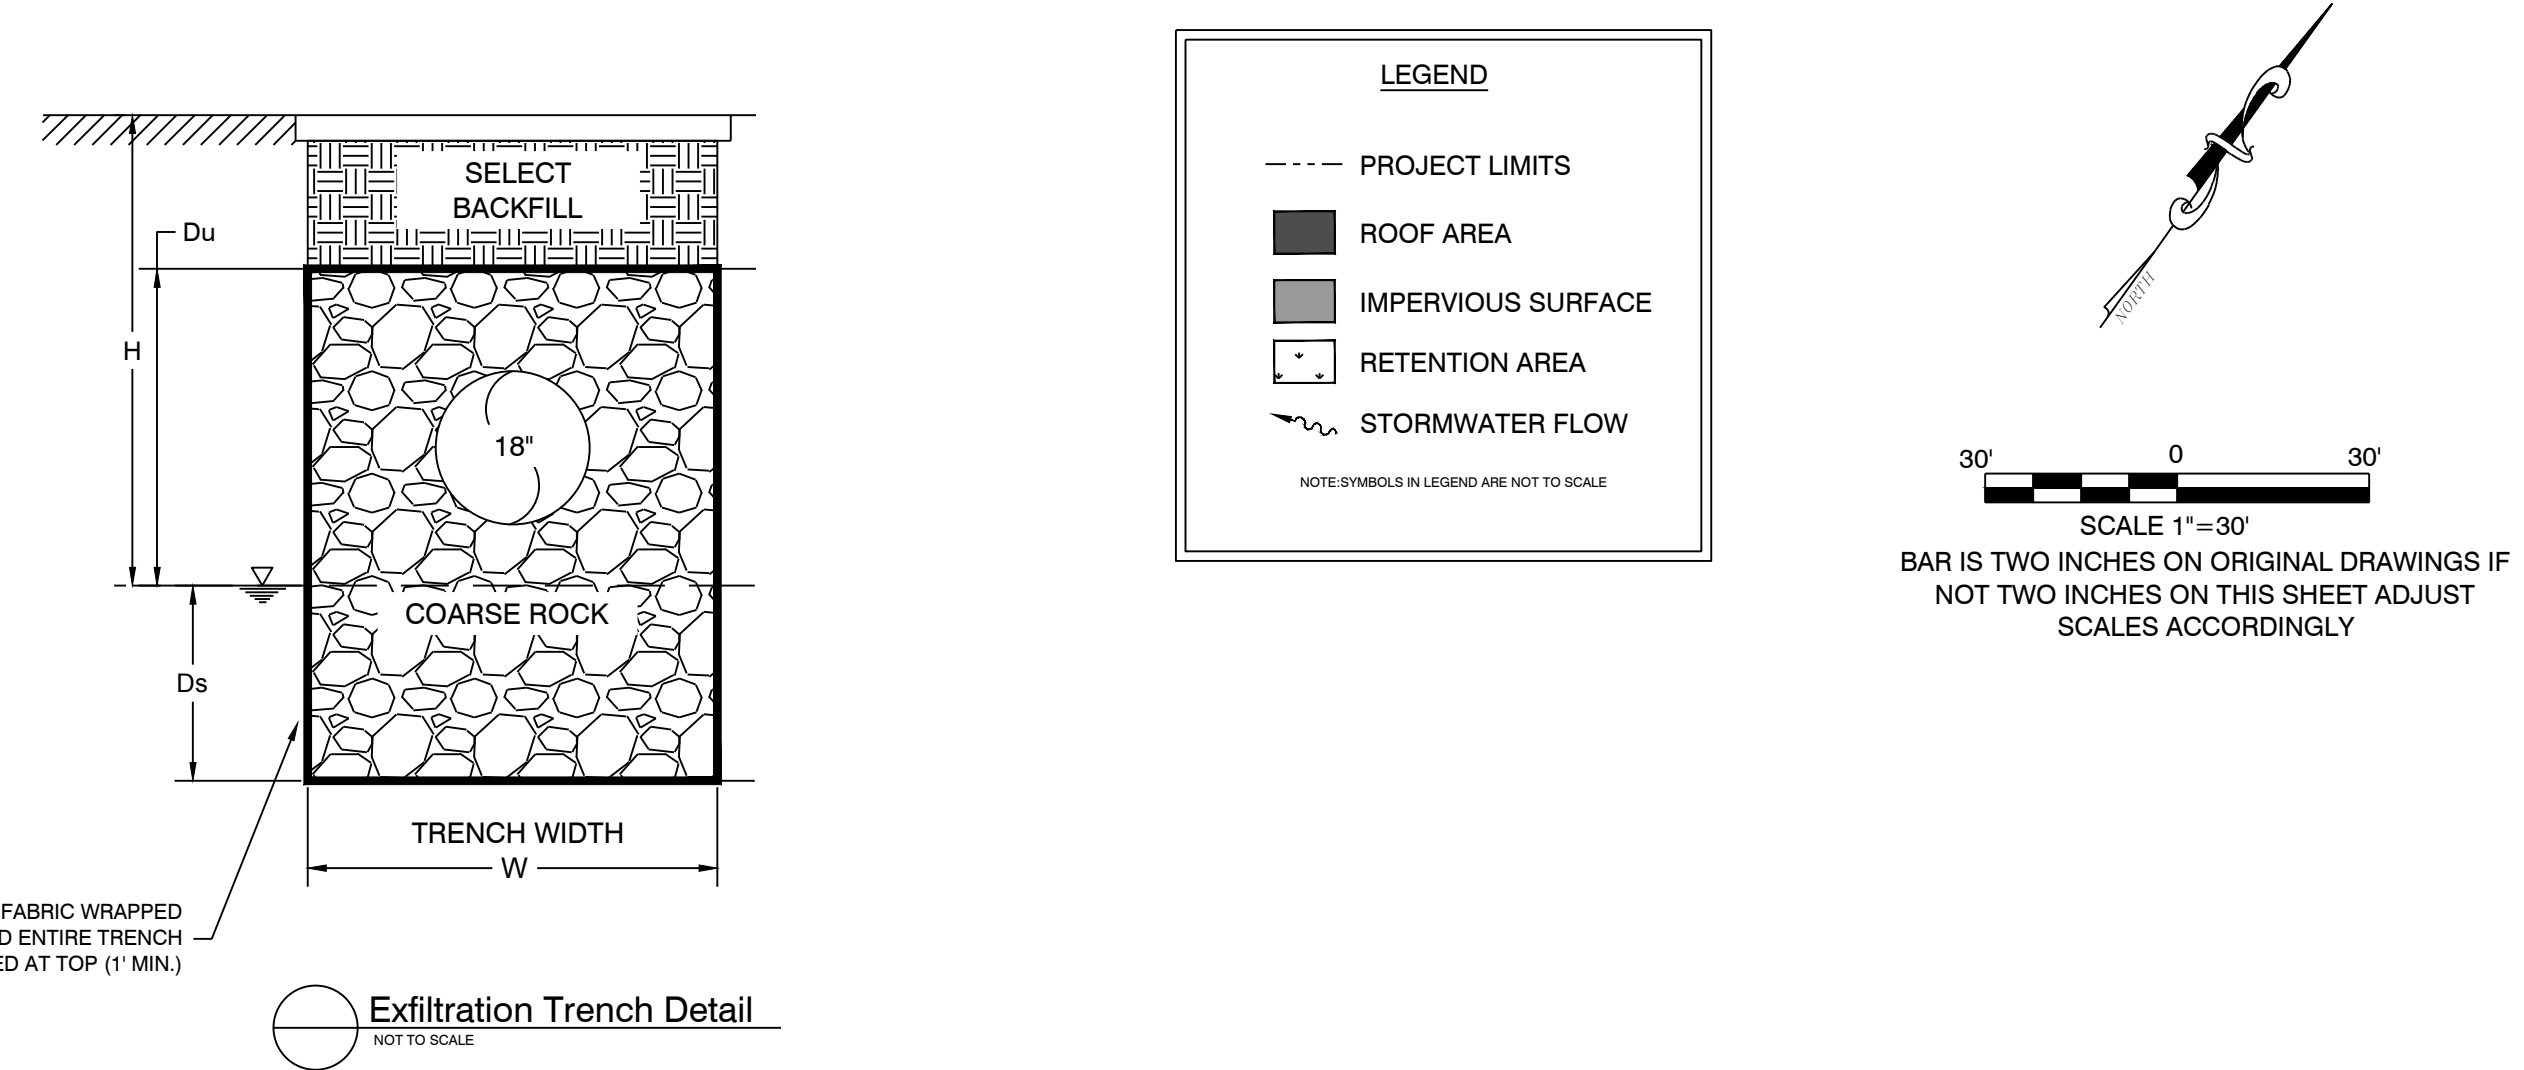 SELECT
BACKFILL
Du
H
18"
COARSE ROCK
Ds
TRENCH WIDTH
W
FABRIC WRAPPED
ENTIRE TRENCH
AT TOP (1' MIN.)
Exfiltration Trench Detail
NOT TO SCALE
LEGEND
PROJECT LIMITS
ROOF AREA
IMPERVIOUS SURFACE
RETENTION AREA
STORMWATER FLOW
NOTE:SYMBOLS IN LEGEND ARE NOT TO SCALE
NORTH
30' 0 30'
SCALE 1"=30'
BAR IS TWO INCHES ON ORIGINAL DRAWINGS IF
NOT TWO INCHES ON THIS SHEET ADJUST
SCALES ACCORDINGLY